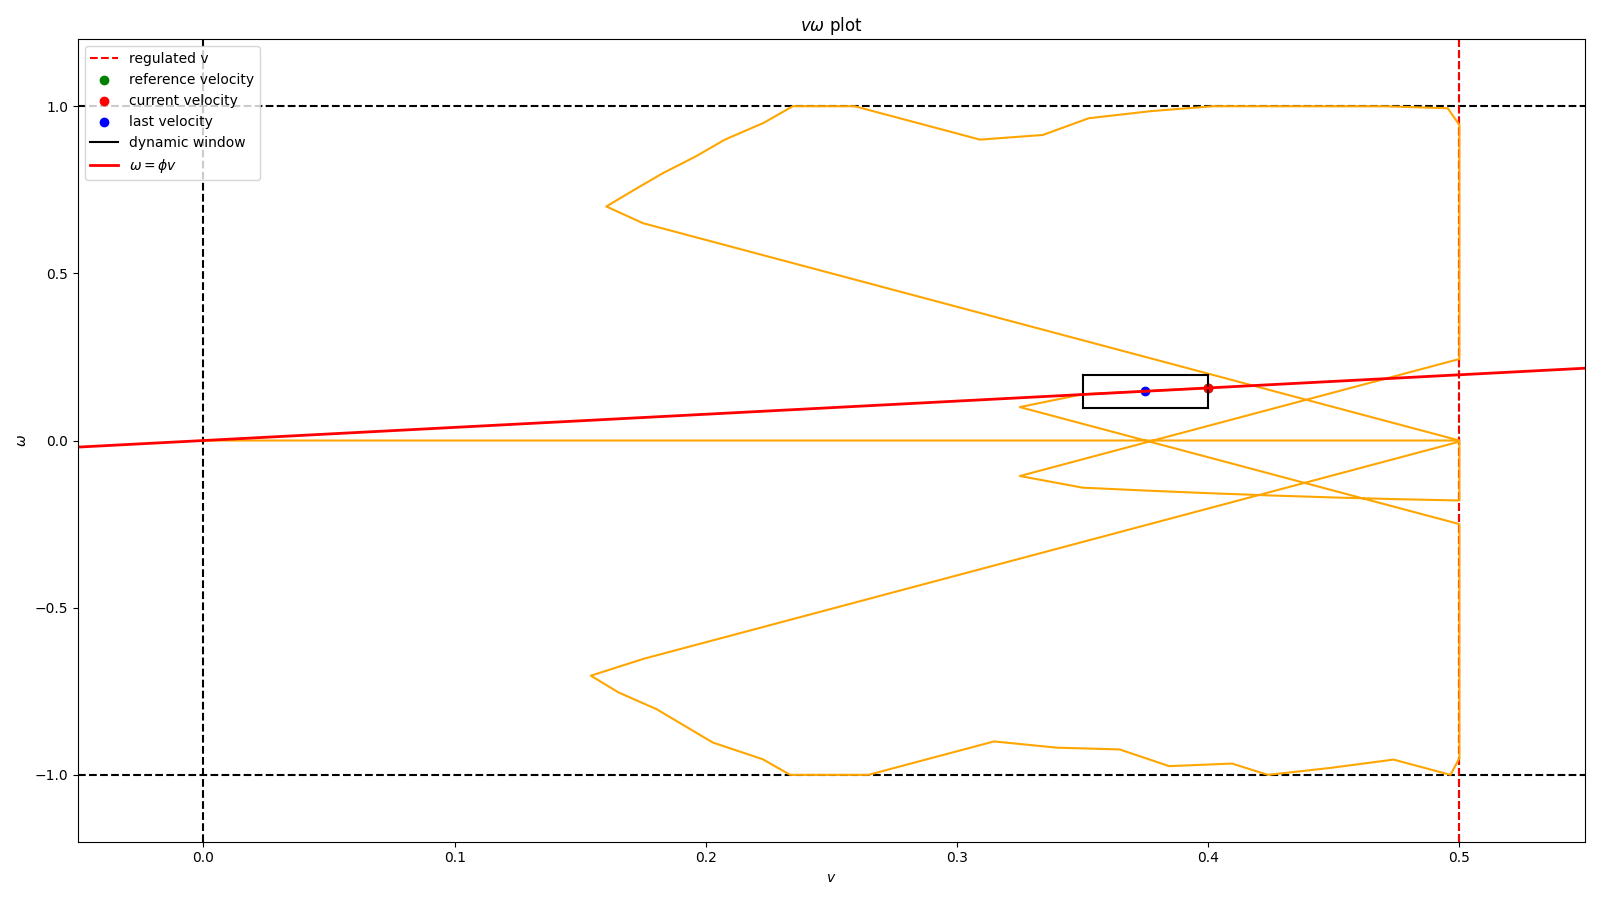 vω plot
regulated v
reference velocity
current velocity
last velocity
dynamic window
ω = ϕv
1.0
0.5
0.0
−0.5
−1.0
ω
0.0 0.1 0.2 0.3 0.4 0.5
v